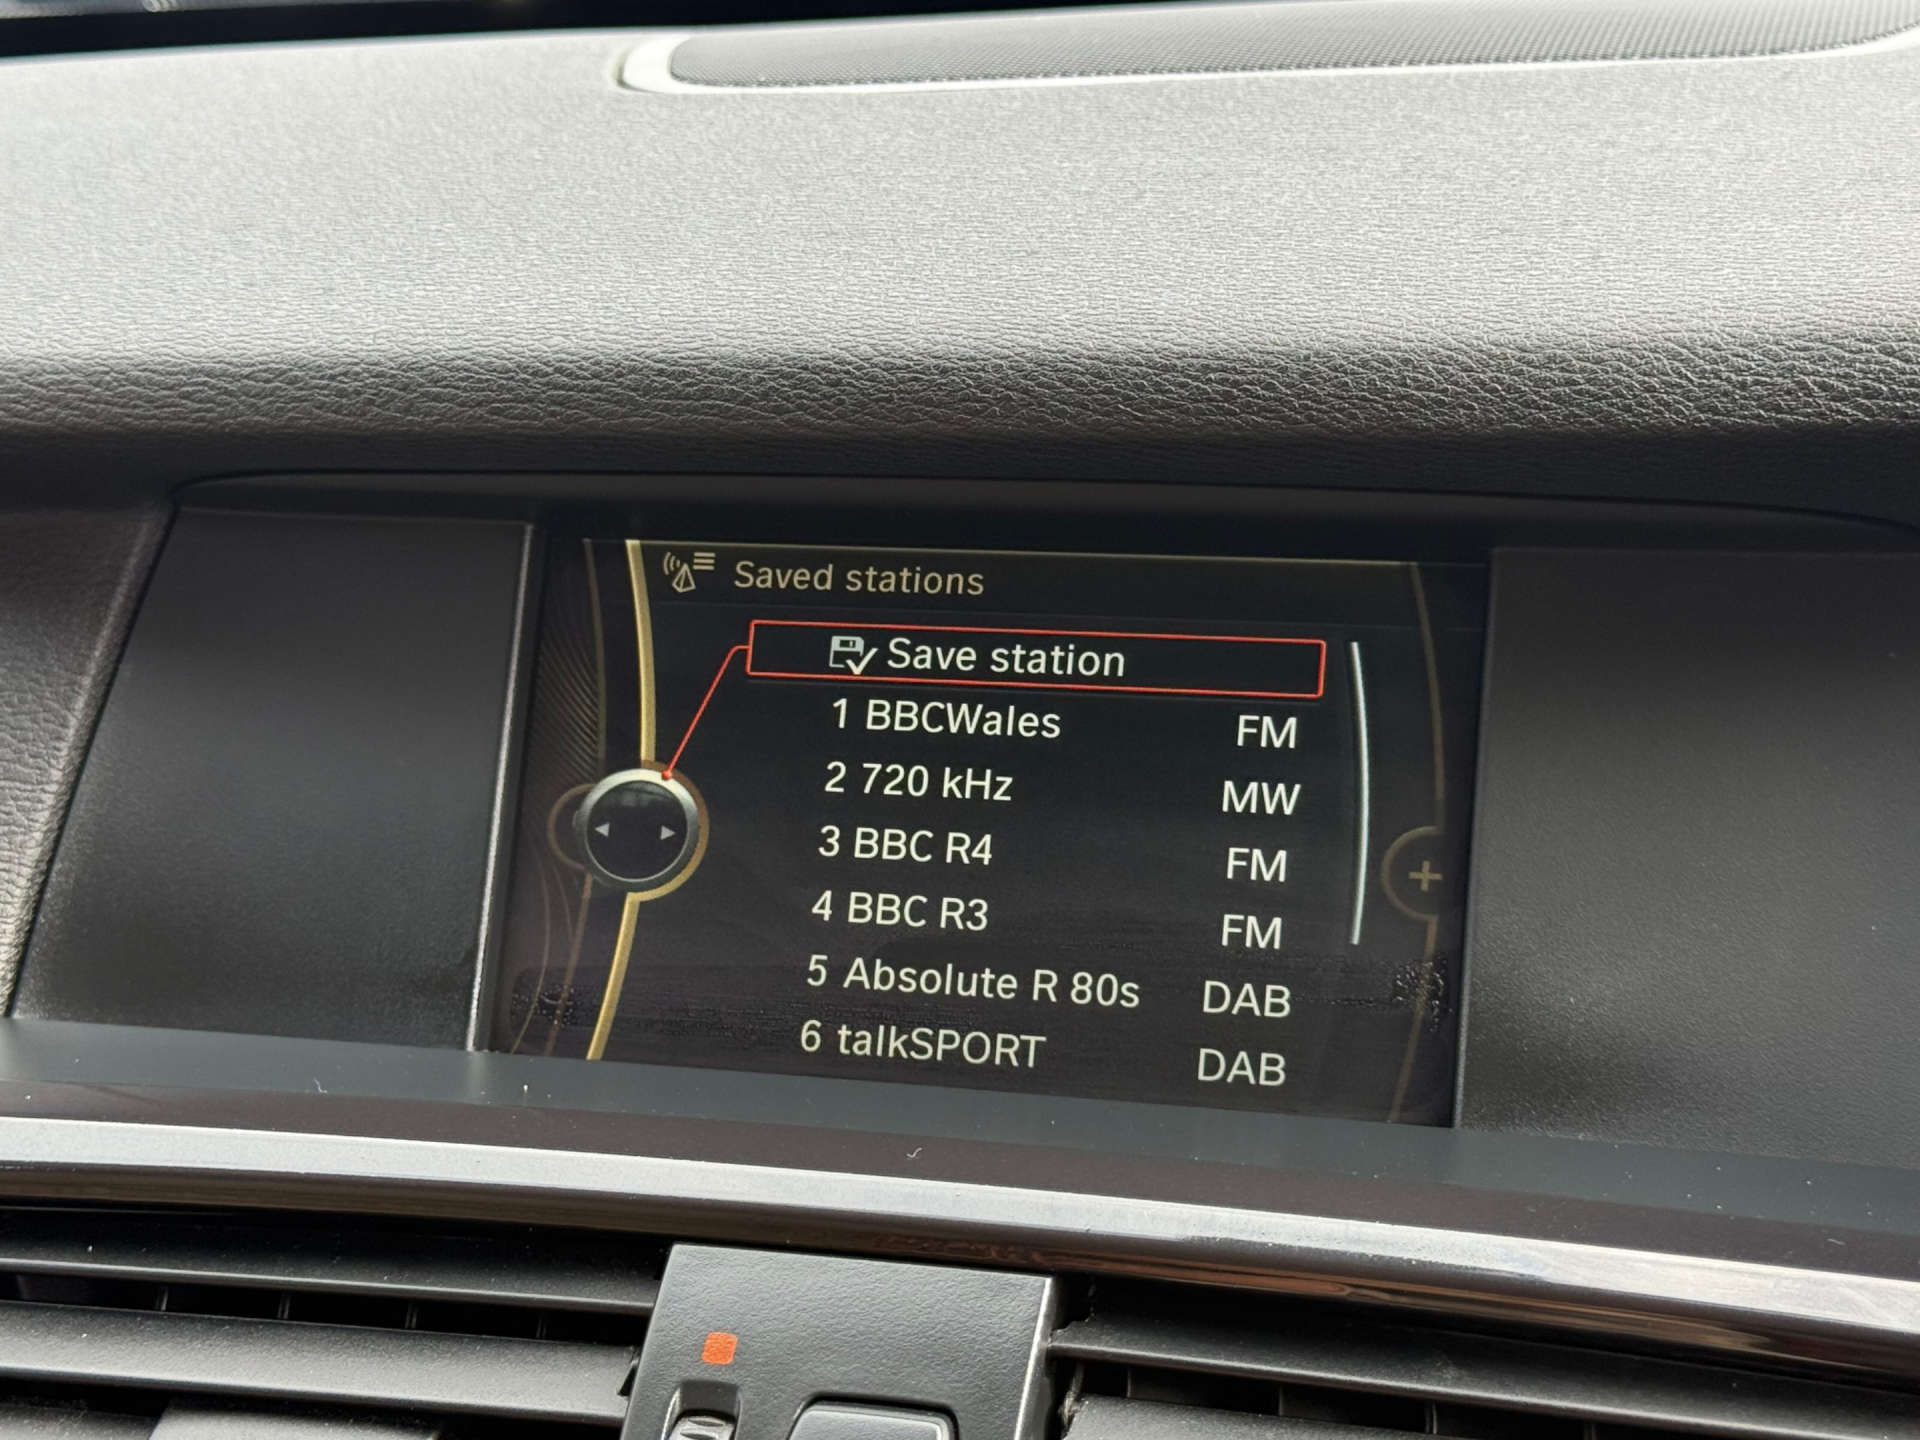 Saved stations
Save station
1 BBCWales FM
2 720 kHz MW
3 BBC R4 FM
4 BBC R3 FM
5 Absolute R 80s DAB
6 talkSPORT DAB